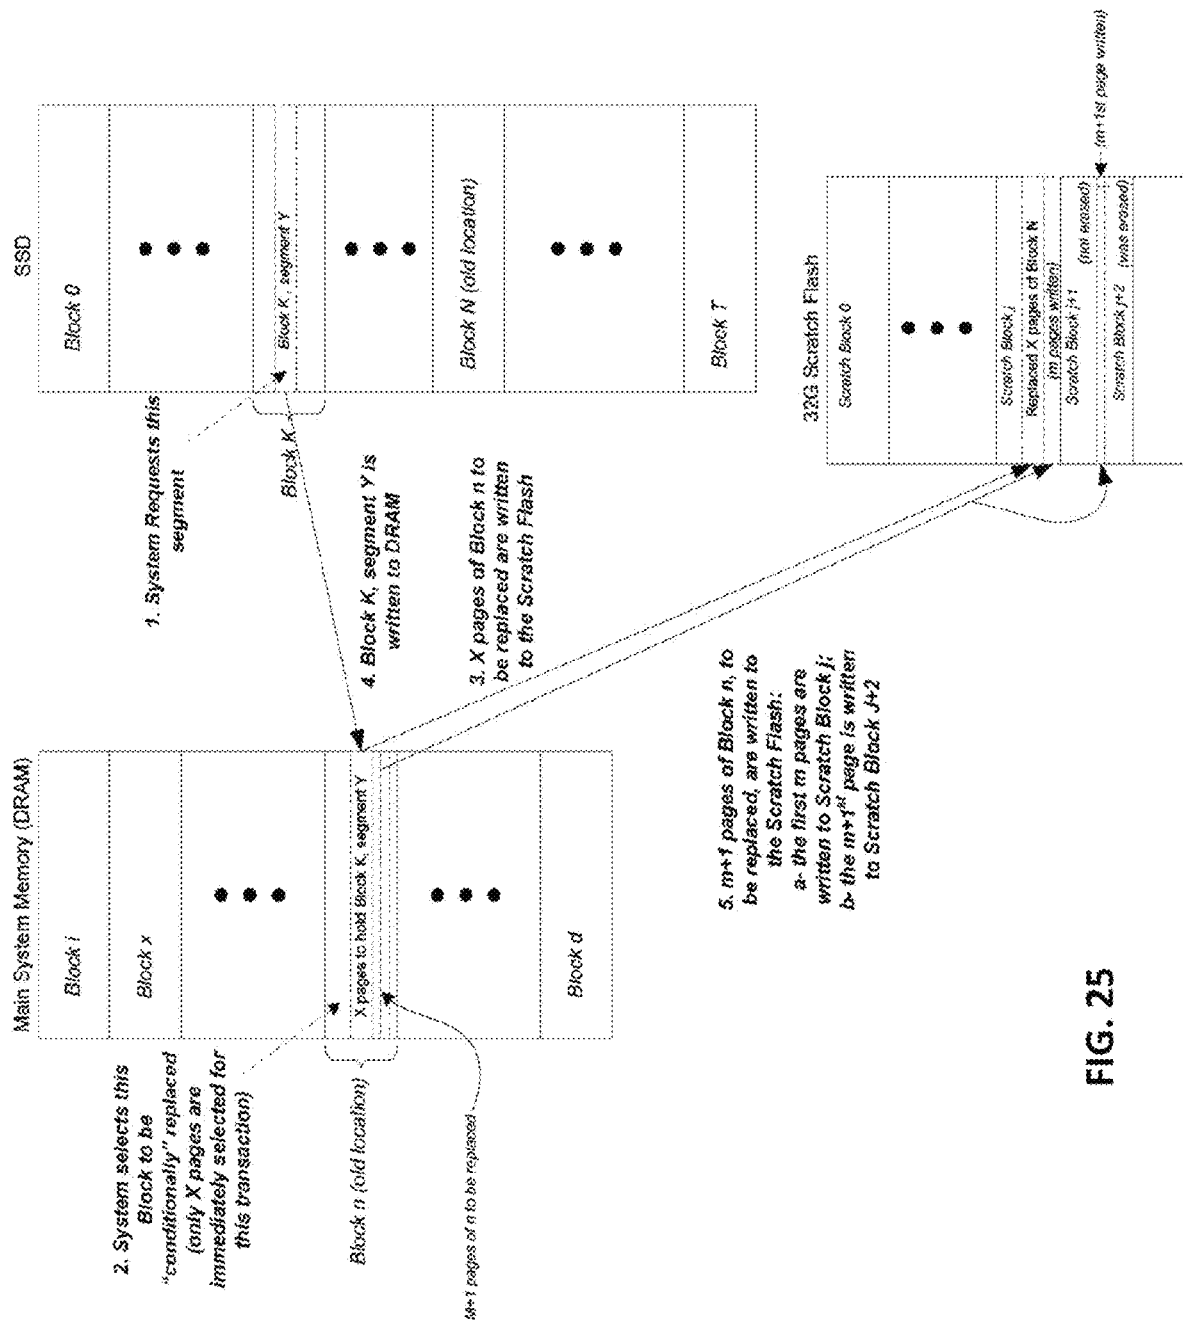 Main System Memory (DRAM)
Block i
Block x
X pages to hold Block K, segment Y
Block d
2. System selects this
Block to be
"conditionally" replaced
(only X pages are
immediately selected for
this transaction)
Block n (old location)
M+1 pages of n to be replaced
SSD
Block 0
Block K, segment Y
Block N (old location)
Block T
1. System Requests this
segment
Block K
4. Block K, segment Y is
written to DRAM
3. X pages of Block n to
be replaced are written
to the Scratch Flash
5. m+1 pages of Block n, to
be replaced, are written to
the Scratch Flash:
a- the first m pages are
written to Scratch Block j;
b- the m+1st page is written
to Scratch Block J+2
32G Scratch Flash
Scratch Block 0
Scratch Block j
Replaced X pages of Block N
(m pages written)
Scratch Block j+1 (not erased)
Scratch Block j+2 (was erased)
(m+1st page written)
FIG. 25